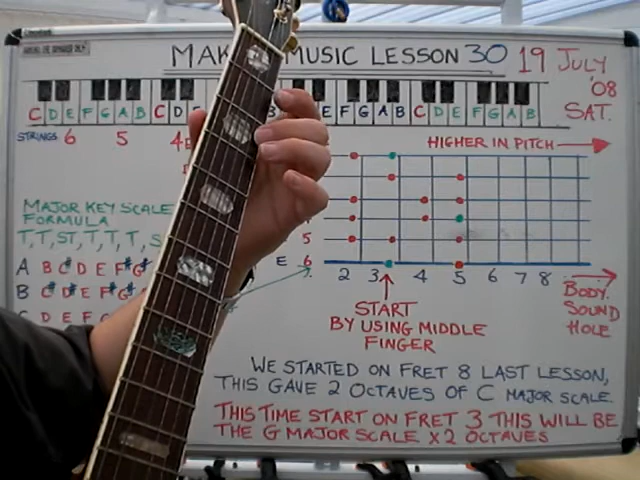 MAK MUSIC LESSON 30 19 JULY '08 SAT.
C D E F G A B C D E F G A B C D E F G A B
STRINGS 6 5 4
HIGHER IN PITCH
MAJOR KEY SCALE
FORMULA
T, T, ST, T, T, T, S
A B C# D E F# G#
B C# D# E F# G#
C D E F G
5
E 6 2 3 4 5 6 7 8
START
BY USING MIDDLE
FINGER
BODY
SOUND
HOLE
WE STARTED ON FRET 8 LAST LESSON,
THIS GAVE 2 OCTAVES OF C MAJOR SCALE
THIS TIME START ON FRET 3 THIS WILL BE
THE G MAJOR SCALE X 2 OCTAVES